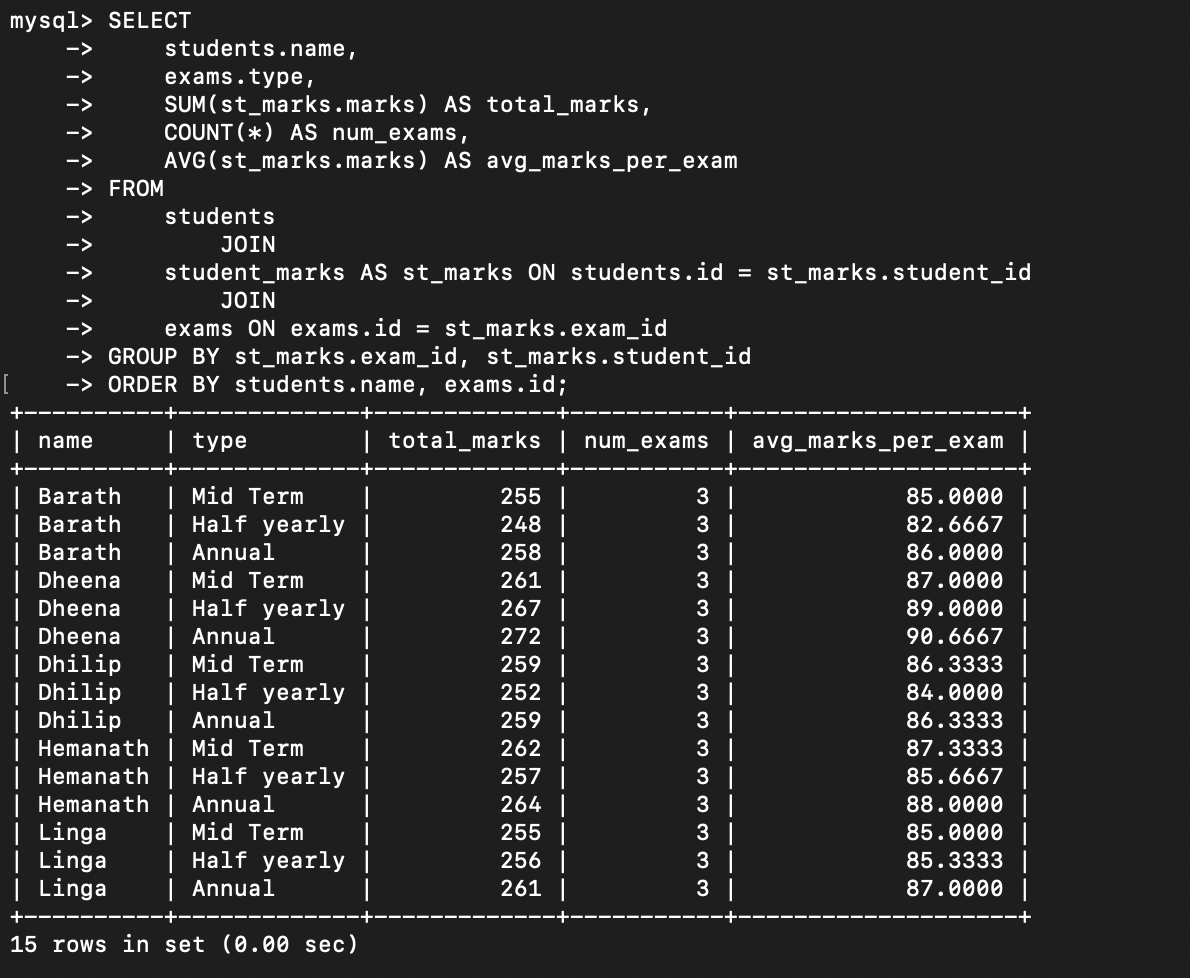 mysql> SELECT
    ->     students.name,
    ->     exams.type,
    ->     SUM(st_marks.marks) AS total_marks,
    ->     COUNT(*) AS num_exams,
    ->     AVG(st_marks.marks) AS avg_marks_per_exam
    -> FROM
    ->     students
    ->         JOIN
    ->     student_marks AS st_marks ON students.id = st_marks.student_id
    ->         JOIN
    ->     exams ON exams.id = st_marks.exam_id
    -> GROUP BY st_marks.exam_id, st_marks.student_id
[    -> ORDER BY students.name, exams.id;
+----------+-------------+-------------+-----------+--------------------+
| name     | type        | total_marks | num_exams | avg_marks_per_exam |
+----------+-------------+-------------+-----------+--------------------+
| Barath   | Mid Term    |         255 |         3 |            85.0000 |
| Barath   | Half yearly |         248 |         3 |            82.6667 |
| Barath   | Annual      |         258 |         3 |            86.0000 |
| Dheena   | Mid Term    |         261 |         3 |            87.0000 |
| Dheena   | Half yearly |         267 |         3 |            89.0000 |
| Dheena   | Annual      |         272 |         3 |            90.6667 |
| Dhilip   | Mid Term    |         259 |         3 |            86.3333 |
| Dhilip   | Half yearly |         252 |         3 |            84.0000 |
| Dhilip   | Annual      |         259 |         3 |            86.3333 |
| Hemanath | Mid Term    |         262 |         3 |            87.3333 |
| Hemanath | Half yearly |         257 |         3 |            85.6667 |
| Hemanath | Annual      |         264 |         3 |            88.0000 |
| Linga    | Mid Term    |         255 |         3 |            85.0000 |
| Linga    | Half yearly |         256 |         3 |            85.3333 |
| Linga    | Annual      |         261 |         3 |            87.0000 |
+----------+-------------+-------------+-----------+--------------------+
15 rows in set (0.00 sec)